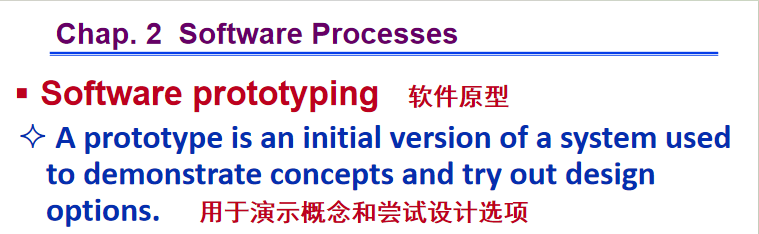 Chap. 2 Software Processes
▪ Software prototyping 软件原型
✧ A prototype is an initial version of a system used
to demonstrate concepts and try out design
options. 用于演示概念和尝试设计选项